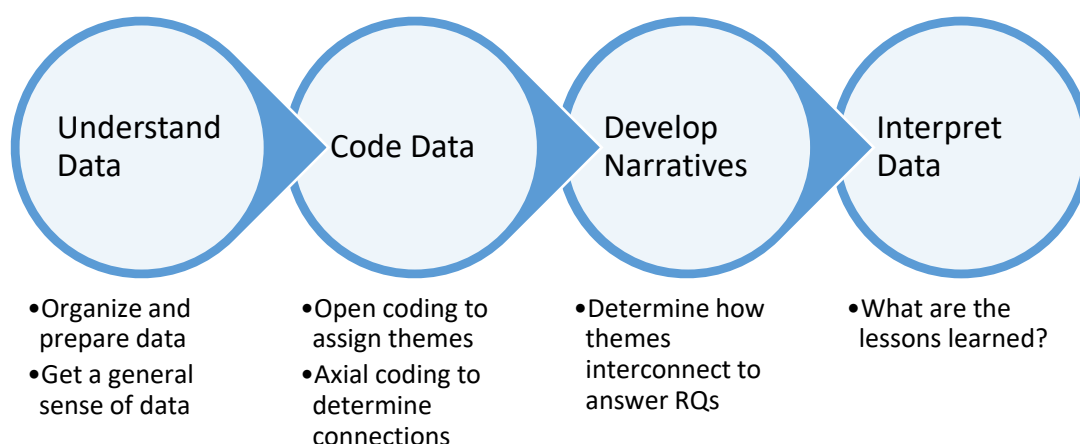 Understand
Data
Code Data
Develop
Narratives
Interpret
Data
•Organize and
prepare data
•Get a general
sense of data
•Open coding to
assign themes
•Axial coding to
determine
connections
•Determine how
themes
interconnect to
answer RQs
•What are the
lessons learned?